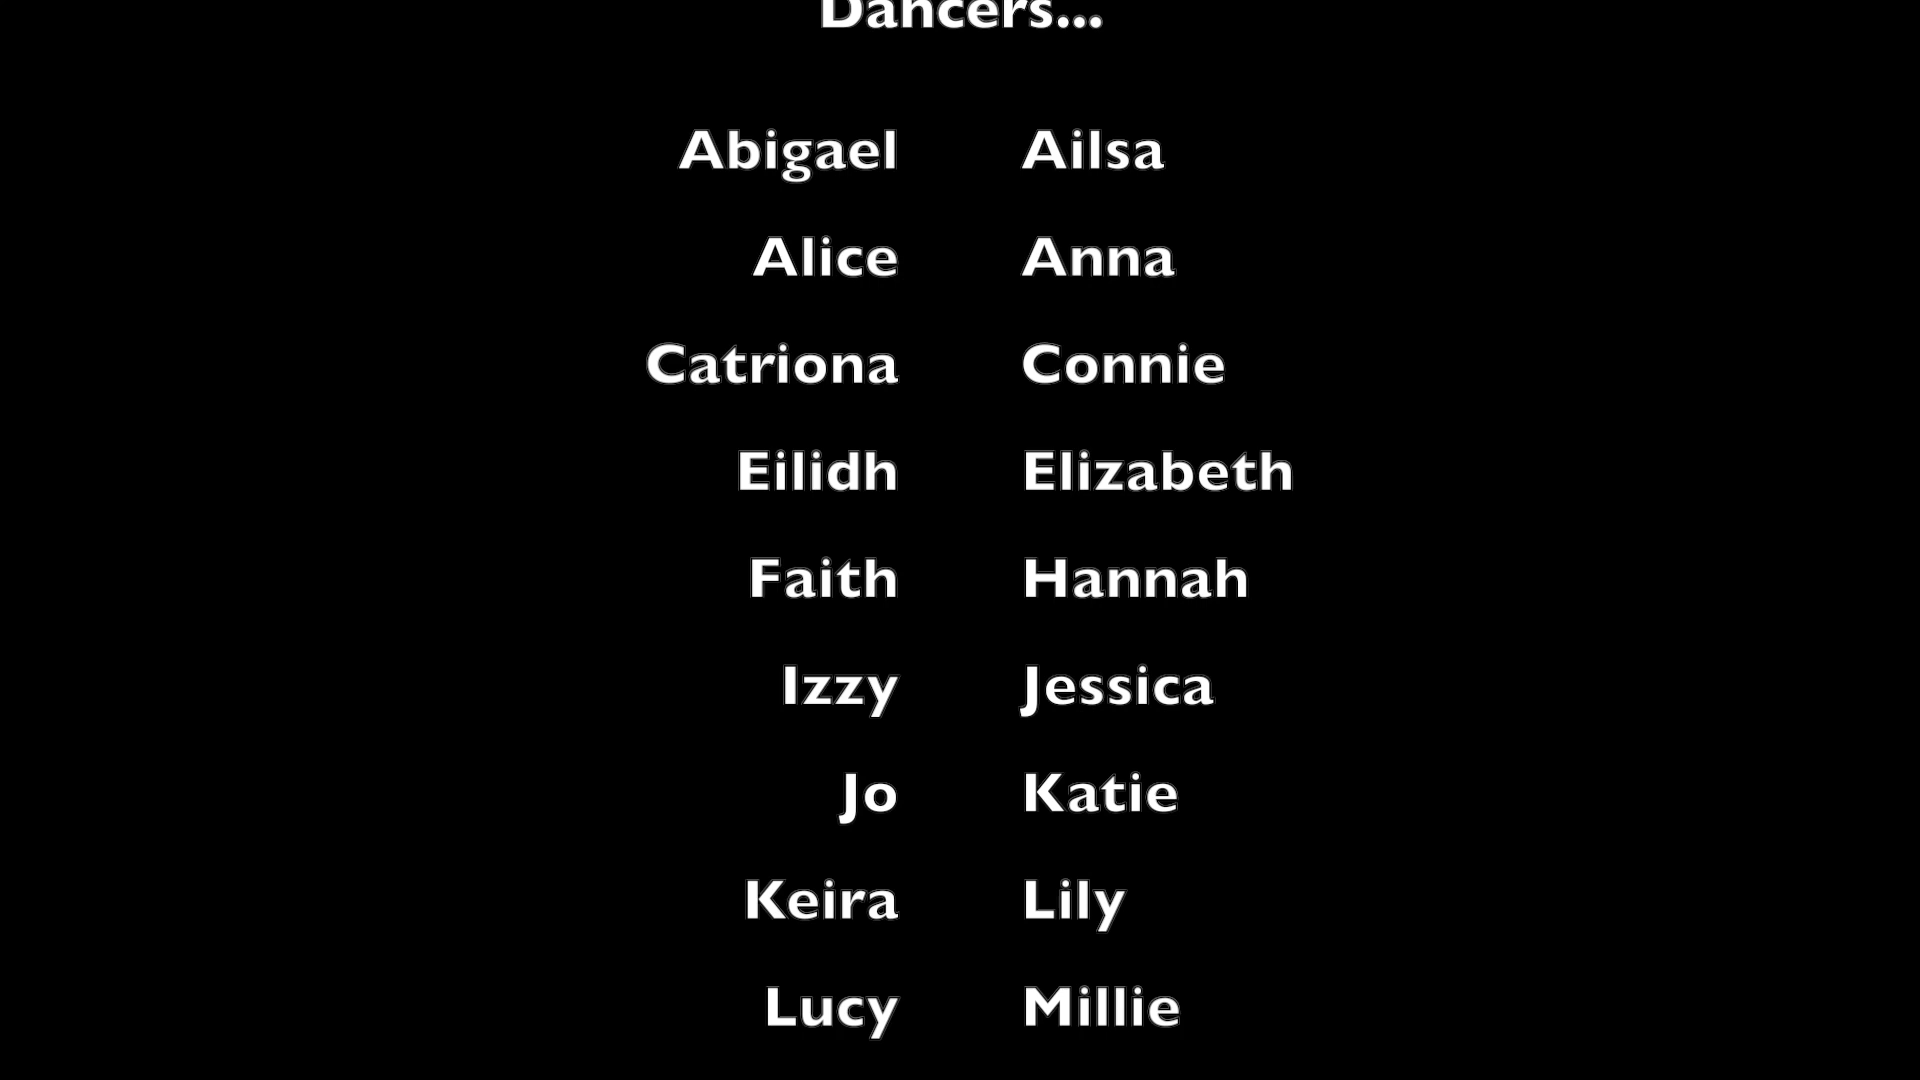 Dancers...
Abigael Ailsa
Alice Anna
Catriona Connie
Eilidh Elizabeth
Faith Hannah
Izzy Jessica
Jo Katie
Keira Lily
Lucy Millie